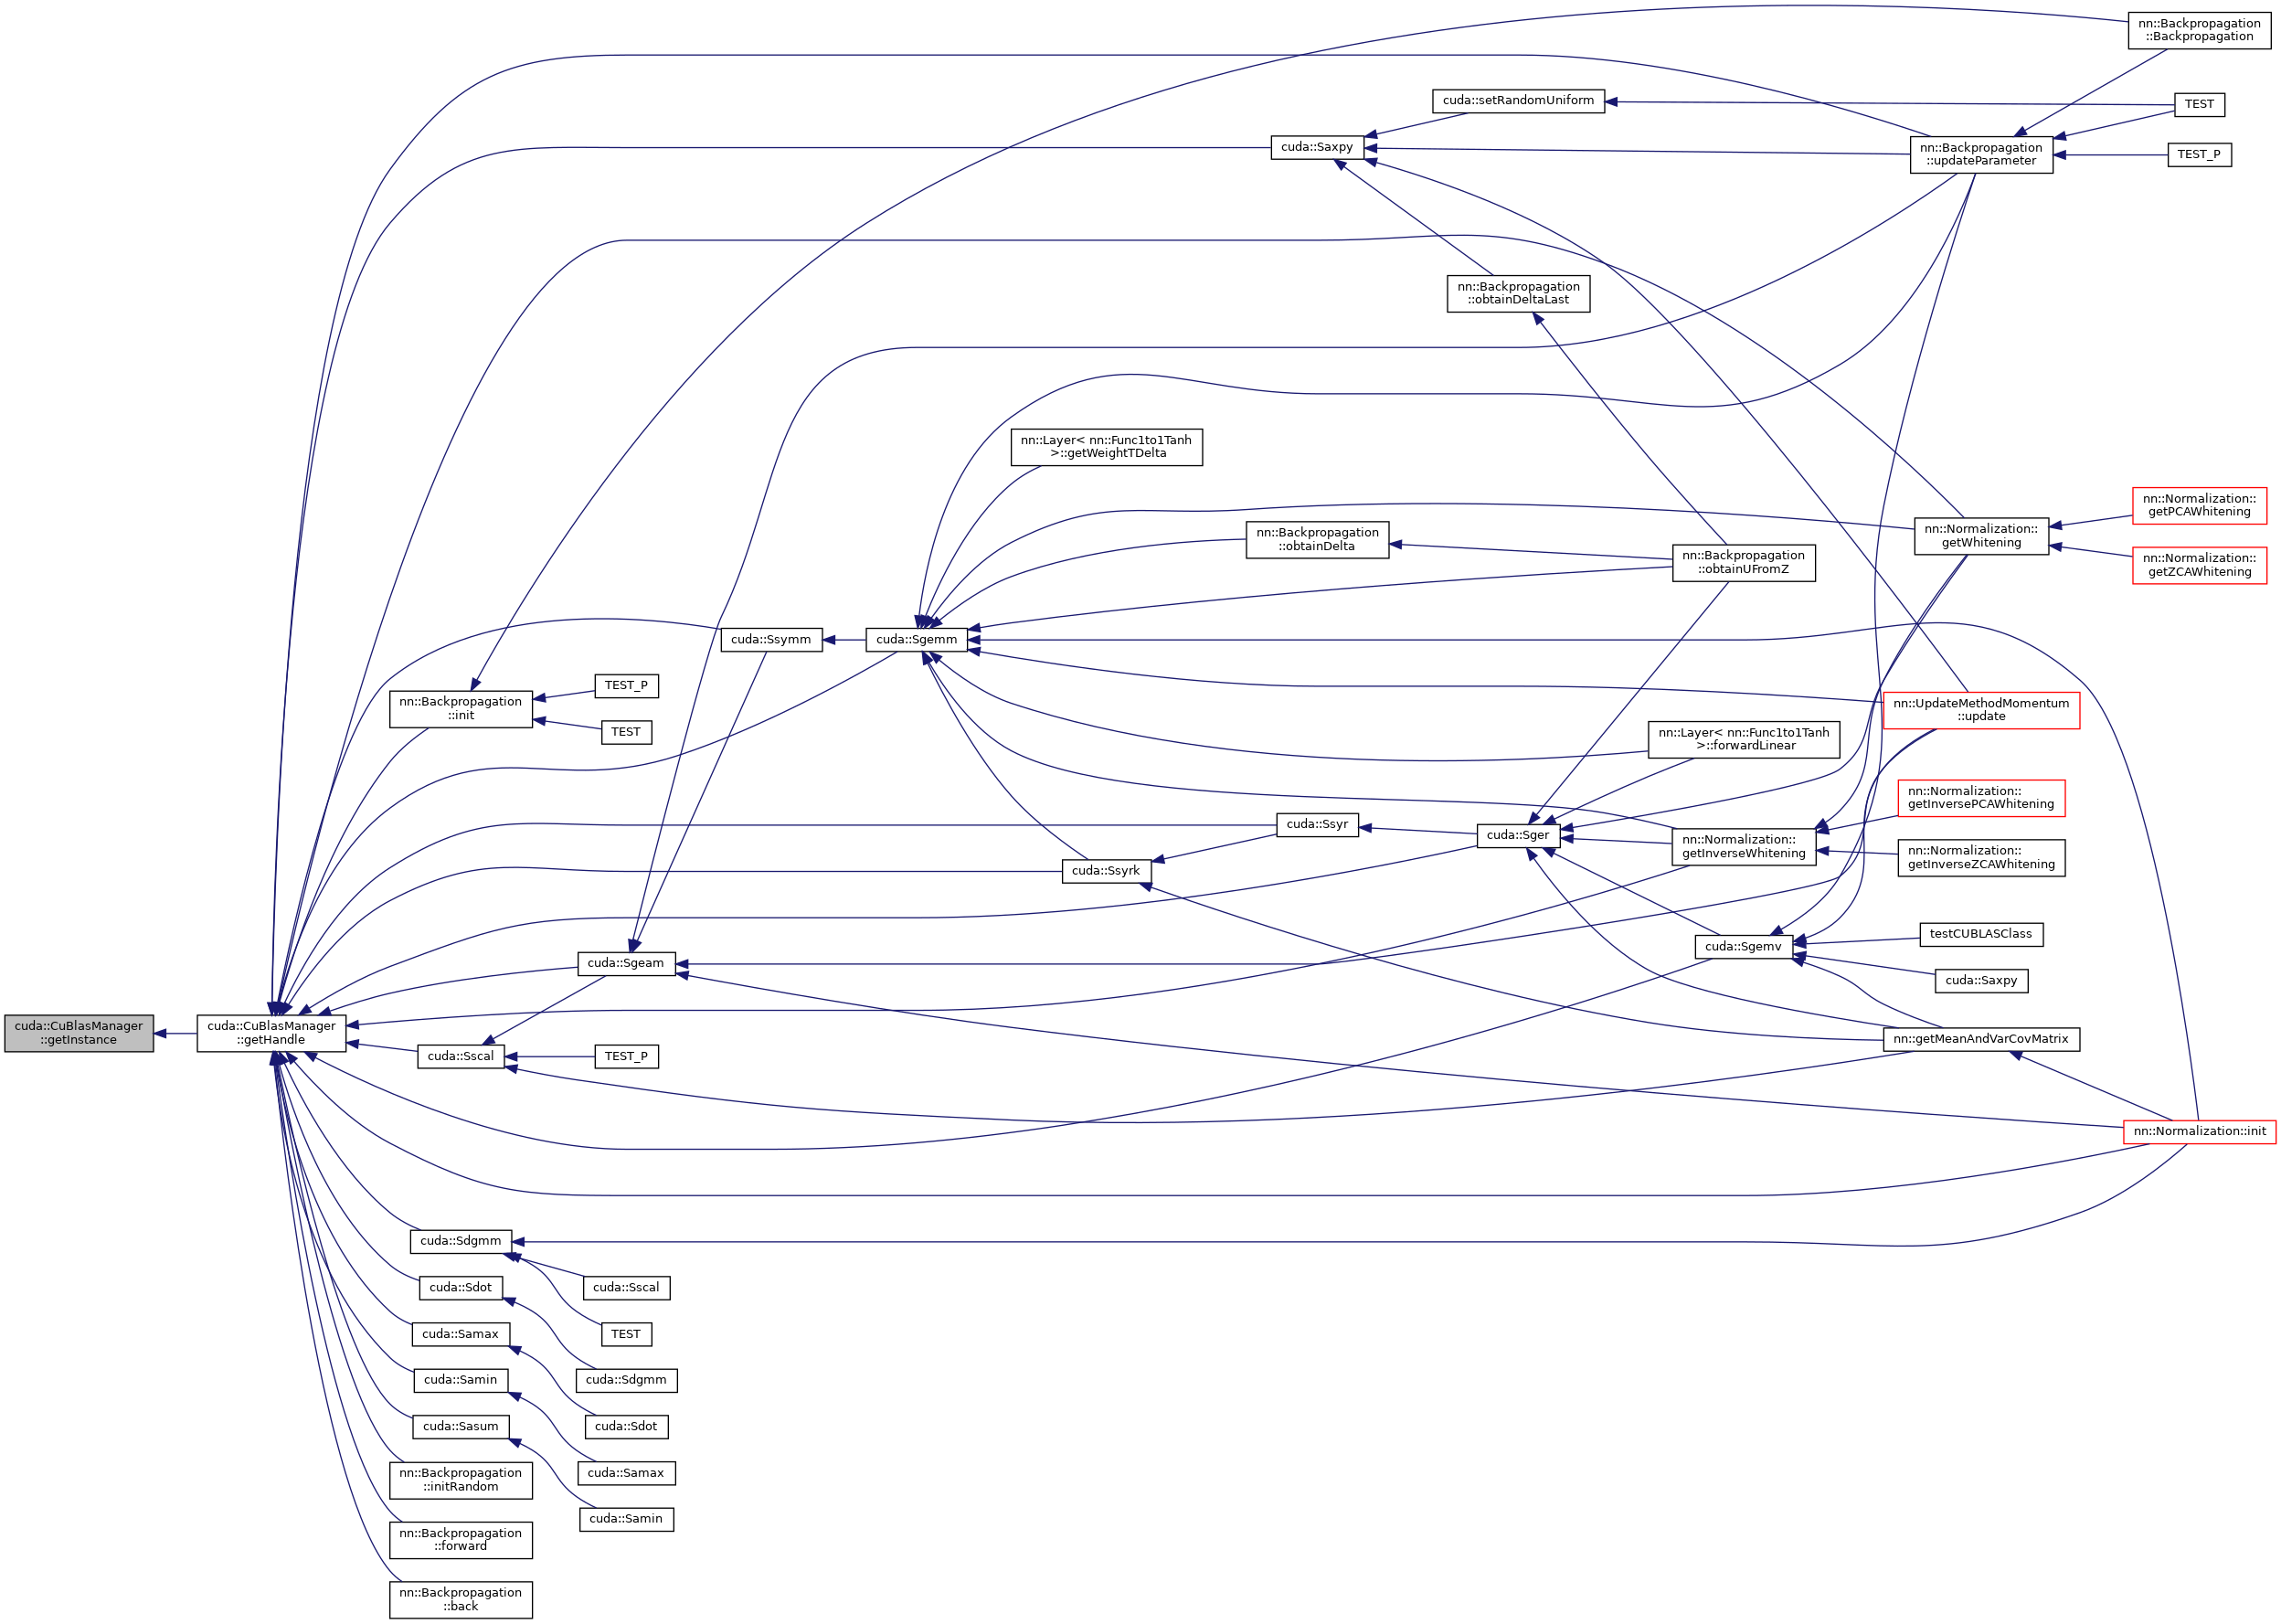 nn::Backpropagation
::Backpropagation
cuda::setRandomUniform
TEST
cuda::Saxpy
nn::Backpropagation
::updateParameter
TEST_P
nn::Backpropagation
::obtainDeltaLast
nn::Layer< nn::Func1to1Tanh
>::getWeightTDelta
nn::Normalization::
getPCAWhitening
nn::Backpropagation
::obtainDelta
nn::Normalization::
getWhitening
nn::Backpropagation
::obtainUFromZ
nn::Normalization::
getZCAWhitening
cuda::Ssymm
cuda::Sgemm
nn::Backpropagation
::init
TEST_P
TEST
nn::UpdateMethodMomentum
::update
nn::Layer< nn::Func1to1Tanh
>::forwardLinear
nn::Normalization::
getInversePCAWhitening
cuda::Ssyr
cuda::Sger
nn::Normalization::
getInverseWhitening
nn::Normalization::
getInverseZCAWhitening
cuda::Ssyrk
testCUBLASClass
cuda::Sgemv
cuda::Sgeam
cuda::Saxpy
cuda::CuBlasManager
::getInstance
cuda::CuBlasManager
::getHandle
nn::getMeanAndVarCovMatrix
cuda::Sscal
TEST_P
nn::Normalization::init
cuda::Sdgmm
cuda::Sdot
cuda::Sscal
cuda::Samax
TEST
cuda::Samin
cuda::Sdgmm
cuda::Sasum
cuda::Sdot
nn::Backpropagation
::initRandom
cuda::Samax
cuda::Samin
nn::Backpropagation
::forward
nn::Backpropagation
::back